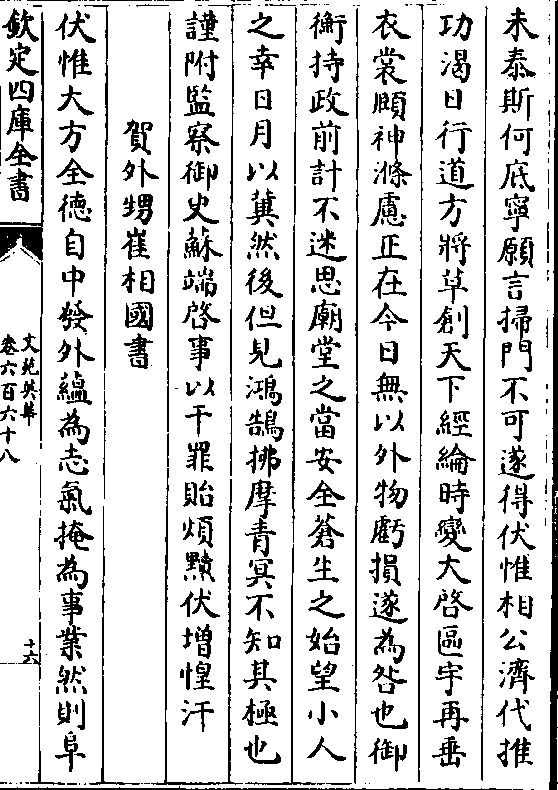 未泰斯何底寧願言掃門不可遂得伏惟相公濟代推
功渴日行道方將草創天下經綸時變大啓區宇再垂
衣裳頤神滌慮正在今日無以外物虧損遂為咎也御
衡持政前計不迷思廟堂之當安全蒼生之始望小人
之幸日月以冀然後但見鴻鵠拂摩青冥不知其極也
謹附監察御史蘇端啓事以干罪貽煩黷伏增惶汗
賀外甥崔相國書
伏惟大方全徳自中發外緼為志氣掩為事業然則阜
欽定四庫全書
文苑英華
卷六百六十八
十六